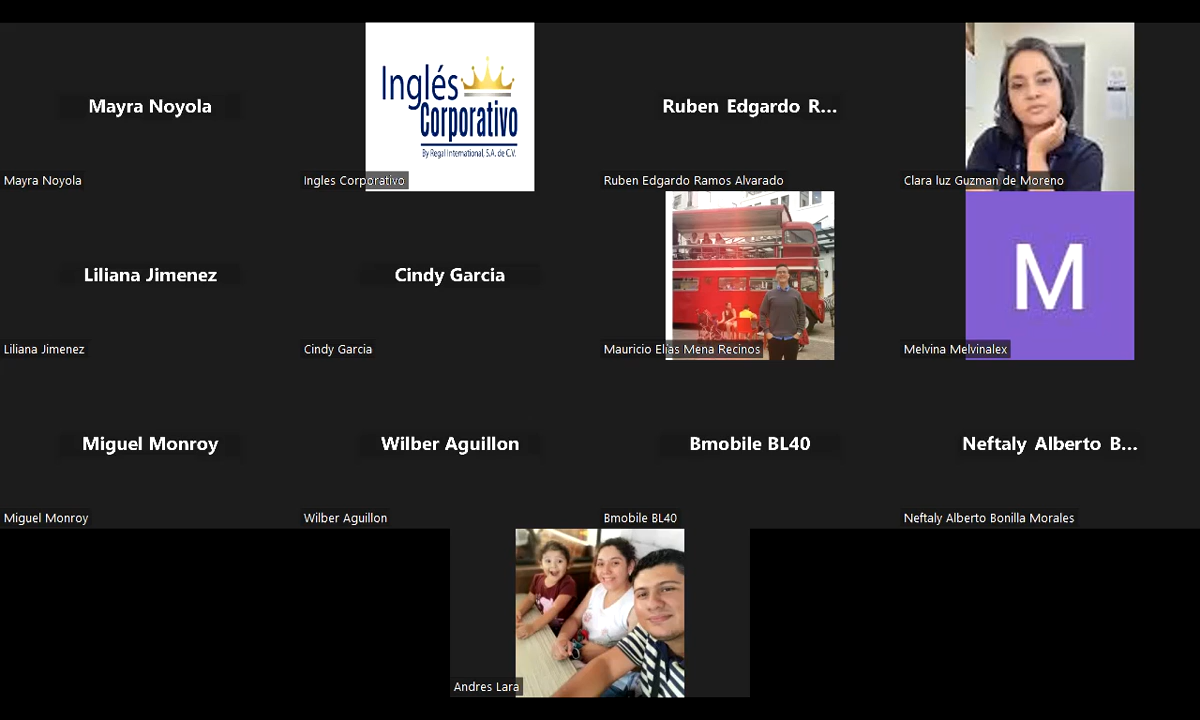 Mayra Noyola
Mayra Noyola
Inglés
Corporativo
By Regal International, S.A. de C.V.
Ingles Corporativo
Ruben Edgardo R...
Ruben Edgardo Ramos Alvarado
Clara luz Guzman de Moreno
Liliana Jimenez
Liliana Jimenez
Cindy Garcia
Cindy Garcia
Mauricio Elias Mena Recinos
M
Melvina Melvinalex
Miguel Monroy
Miguel Monroy
Wilber Aguillon
Wilber Aguillon
Bmobile BL40
Bmobile BL40
Neftaly Alberto B...
Neftaly Alberto Bonilla Morales
Andres Lara